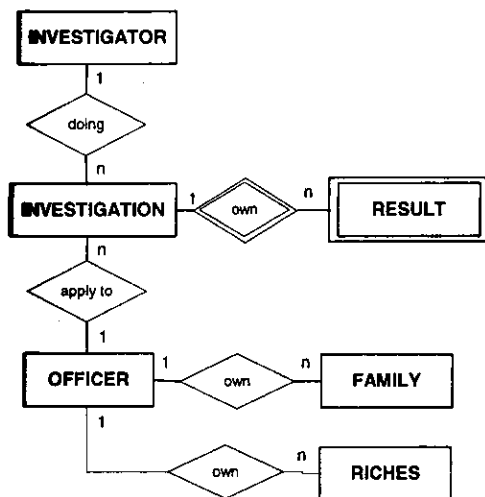 INVESTIGATOR
1
doing
n
INVESTIGATION
1
own
n
RESULT
n
apply to
1
OFFICER
1
own
n
FAMILY
1
own
n
RICHES